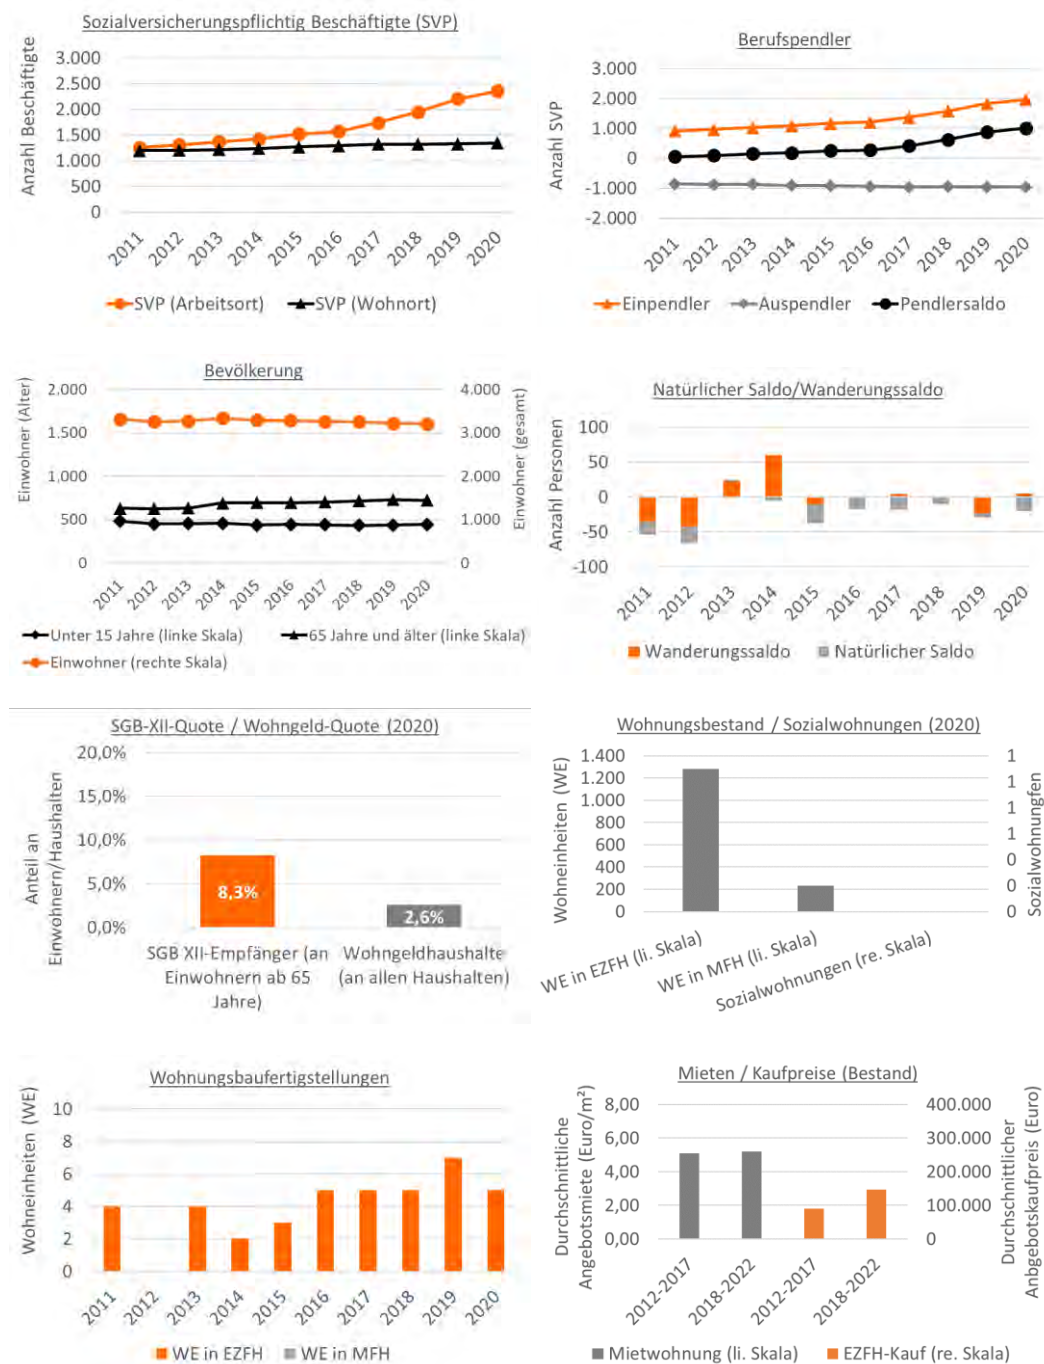 Sozialversicherungspflichtig Beschäftigte (SVP)
Anzahl Beschäftigte
3.000
2.500
2.000
1.500
1.000
500
0
2011 2012 2013 2014 2015 2016 2017 2018 2019 2020
SVP (Arbeitsort) SVP (Wohnort)
Berufspendler
Anzahl SVP
3.000
2.000
1.000
0
-1.000
-2.000
2011 2012 2013 2014 2015 2016 2017 2018 2019 2020
Einpendler Auspendler Pendlersaldo
Bevölkerung
Einwohner (Alter)
2.000
1.500
1.000
500
0
Einwohner (gesamt)
4.000
3.000
2.000
1.000
0
2011 2012 2013 2014 2015 2016 2017 2018 2019 2020
Unter 15 Jahre (linke Skala) 65 Jahre und älter (linke Skala)
Einwohner (rechte Skala)
Natürlicher Saldo/Wanderungssaldo
Anzahl Personen
100
50
0
-50
-100
2011 2012 2013 2014 2015 2016 2017 2018 2019 2020
Wanderungssaldo Natürlicher Saldo
SGB-XII-Quote / Wohngeld-Quote (2020)
Anteil an
Einwohnern/Haushalten
20,0%
15,0%
10,0%
5,0%
0,0%
8,3%
2,6%
SGB XII-Empfänger (an
Einwohnern ab 65
Jahre)
Wohngeldhaushalte
(an allen Haushalten)
Wohnungsbestand / Sozialwohnungen (2020)
Wohneinheiten (WE)
1.400
1.200
1.000
800
600
400
200
0
1
1
1
1
0
0
0
Sozialwohnungfen
WE in EZFH (li. Skala)
WE in MFH (li. Skala)
Sozialwohnungen (re. Skala)
Wohnungsbaufertigstellungen
Wohneinheiten (WE)
10
8
6
4
2
0
2011 2012 2013 2014 2015 2016 2017 2018 2019 2020
WE in EZFH WE in MFH
Mieten / Kaufpreise (Bestand)
Durchschnittliche
Angebotsmiete (Euro/m²)
8,00
6,00
4,00
2,00
0,00
400.000
300.000
200.000
100.000
0
Durchschnittlicher
Anbgebotskaufpreis (Euro)
2012-2017 2018-2022 2012-2017 2018-2022
Mietwohnung (li. Skala) EZFH-Kauf (re. Skala)